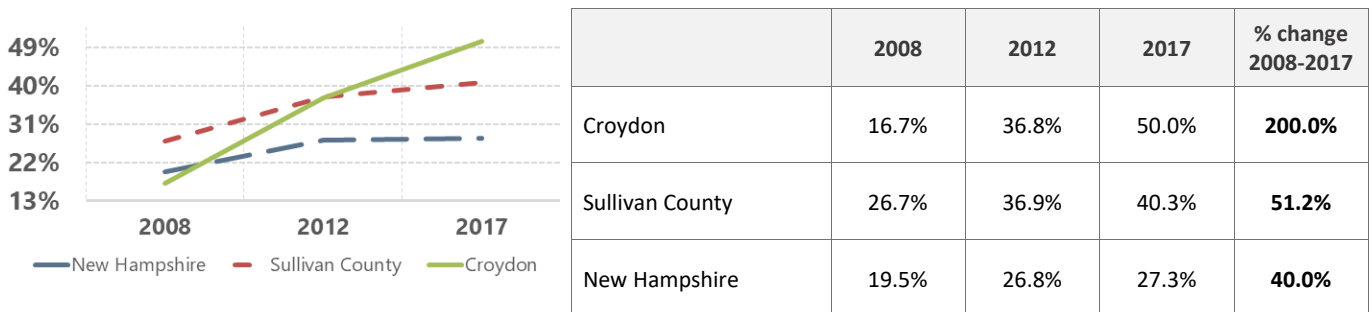 49%
40%
31%
22%
13%
2008 2012 2017
New Hampshire Sullivan County Croydon
2008 2012 2017 % change
2008-2017
Croydon 16.7% 36.8% 50.0% 200.0%
Sullivan County 26.7% 36.9% 40.3% 51.2%
New Hampshire 19.5% 26.8% 27.3% 40.0%